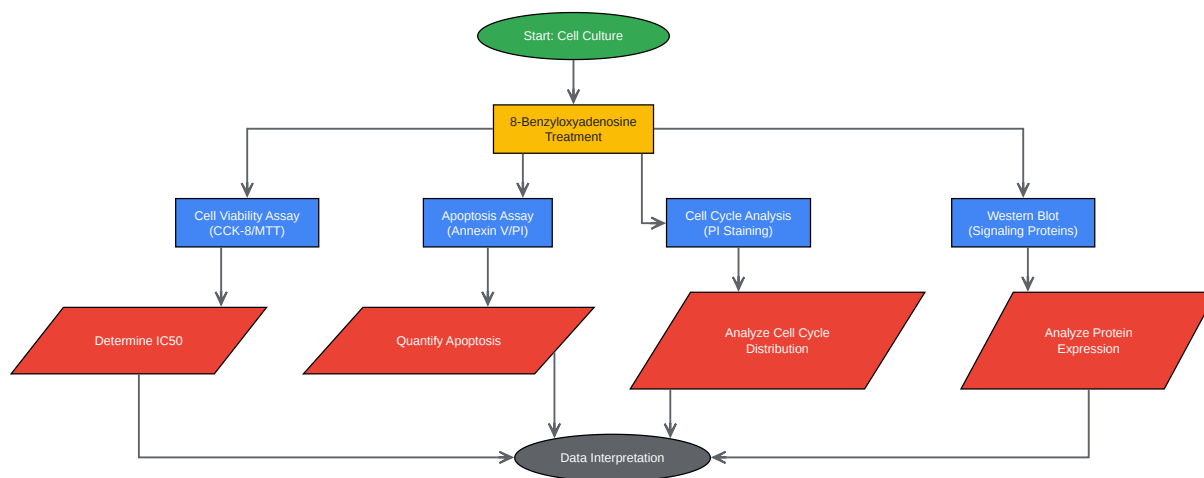 Start: Cell Culture
8-Benzyloxyadenosine
Treatment
Cell Viability Assay
(CCK-8/MTT)
Apoptosis Assay
(Annexin V/PI)
Cell Cycle Analysis
(PI Staining)
Western Blot
(Signaling Proteins)
Determine IC50
Quantify Apoptosis
Analyze Cell Cycle
Distribution
Analyze Protein
Expression
Data Interpretation